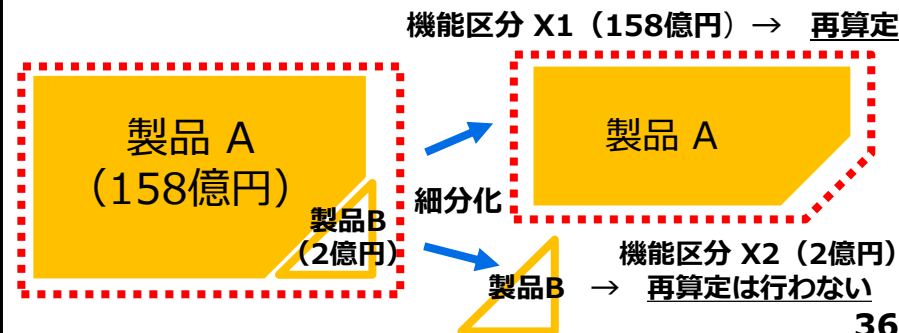 機能区分 X1（158億円）→ 再算定
製品 A
（158億円）
製品B
（2億円）
細分化
製品 A
機能区分 X2（2億円）
製品B → 再算定は行わない
36